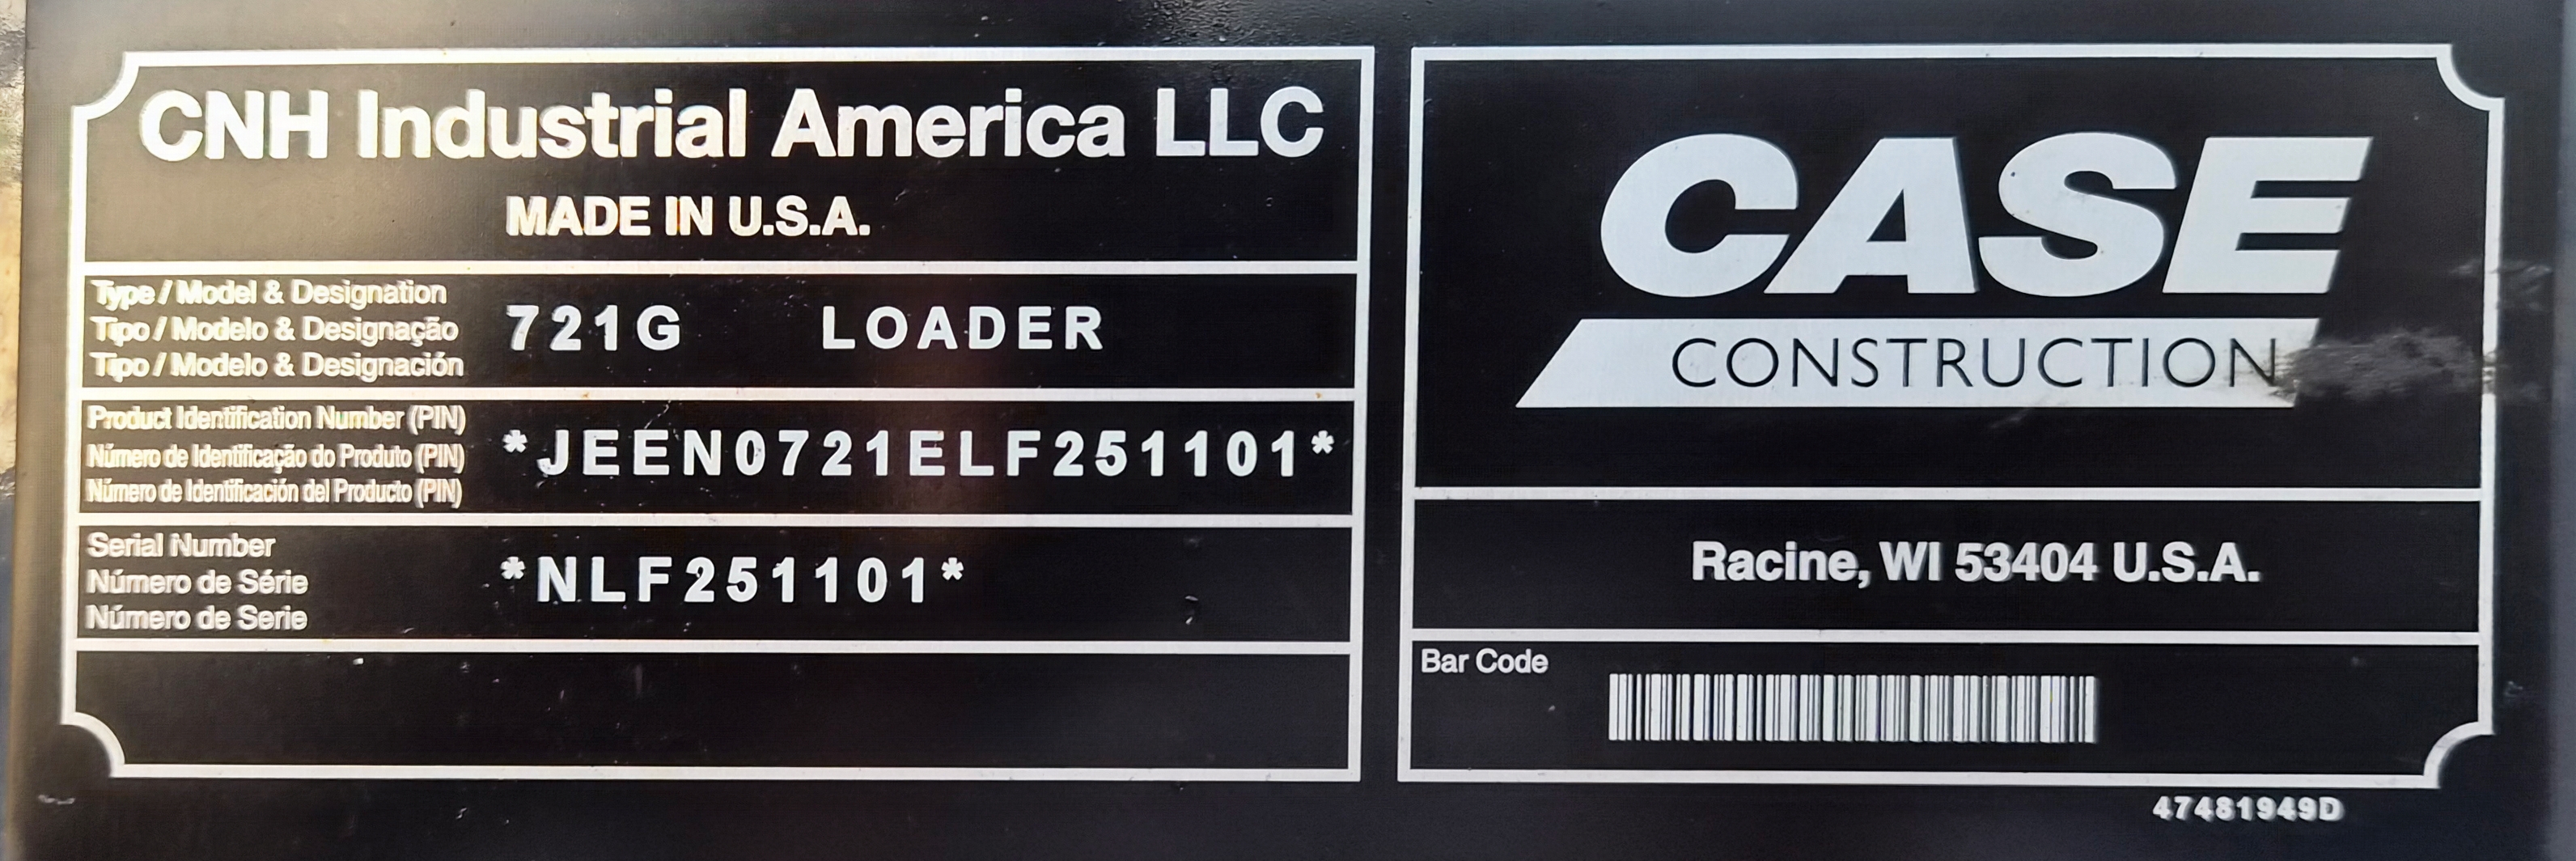 CNH Industrial America LLC
MADE IN U.S.A.
Type / Model & Designation
Tipo / Modelo & Designação
Tipo / Modelo & Designación
721G LOADER
Product Identification Number (PIN)
Número de Identificação do Produto (PIN)
Número de Identificación del Producto (PIN)
*JEEN0721ELF251101*
Serial Number
Número de Série
Número de Serie
*NLF251101*
CASE
CONSTRUCTION
Racine, WI 53404 U.S.A.
Bar Code
47481949D